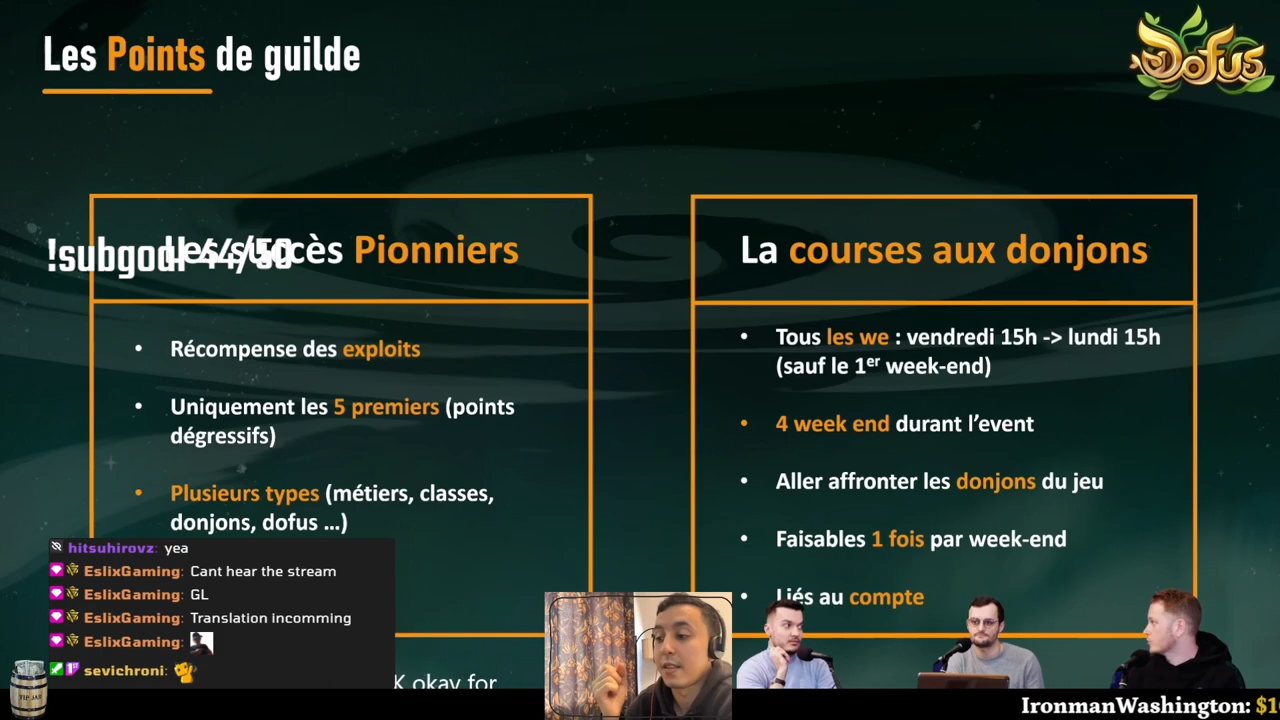 Les Points de guilde
Dofus
!subgoal 44/50
Les succès Pionniers
La courses aux donjons
Récompense des exploits
Uniquement les 5 premiers (points
dégressifs)
Plusieurs types (métiers, classes,
donjons, dofus ...)
Tous les we : vendredi 15h -> lundi 15h
(sauf le 1er week-end)
4 week end durant l'event
Aller affronter les donjons du jeu
Faisables 1 fois par week-end
Liés au compte
hitsuhirovz: yea
EslixGaming: Cant hear the stream
EslixGaming: GL
EslixGaming: Translation incomming
EslixGaming:
sevichroni:
TIP JAR
K okay for
IronmanWashington: $1